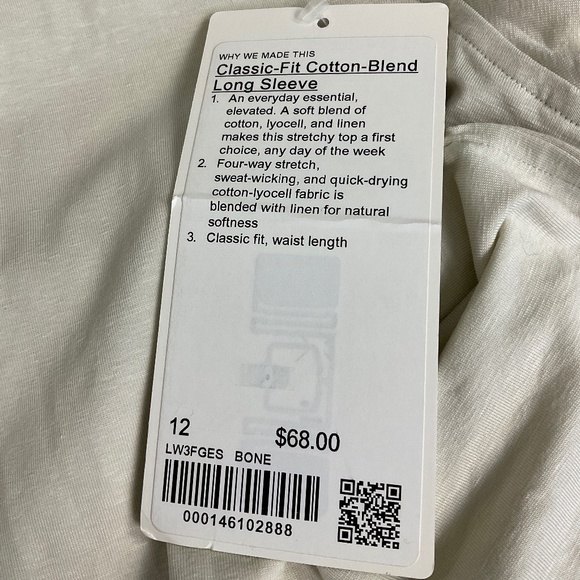 WHY WE MADE THIS
Classic-Fit Cotton-Blend
Long Sleeve
1. An everyday essential,
elevated. A soft blend of
cotton, lyocell, and linen
makes this stretchy top a first
choice, any day of the week
2. Four-way stretch,
sweat-wicking, and quick-drying
cotton-lyocell fabric is
blended with linen for natural
softness
3. Classic fit, waist length
12 $68.00
LW3FGES BONE
000146102888